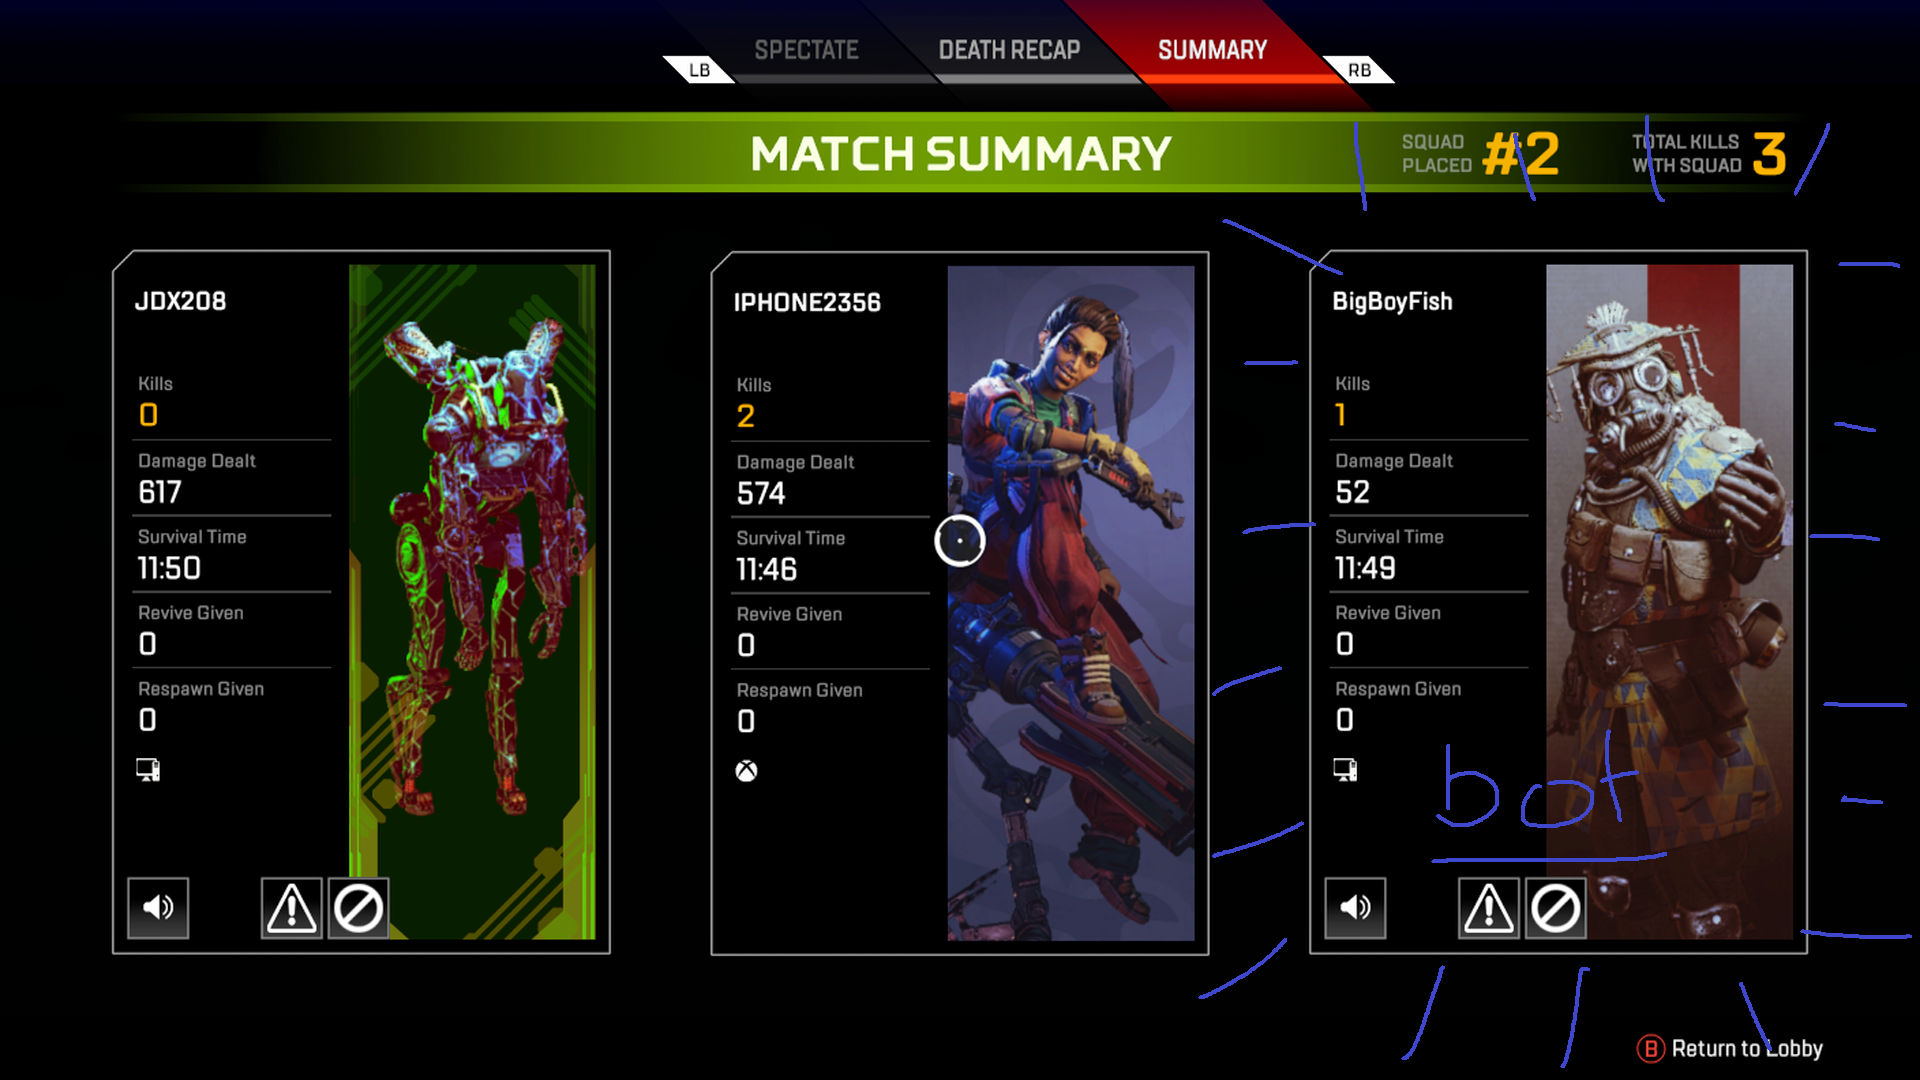 LB
SPECTATE
DEATH RECAP
SUMMARY
RB
MATCH SUMMARY
SQUAD PLACED #2
TOTAL KILLS WITH SQUAD 3
JDX208
Kills
0
Damage Dealt
617
Survival Time
11:50
Revive Given
0
Respawn Given
0
IPHONE2356
Kills
2
Damage Dealt
574
Survival Time
11:46
Revive Given
0
Respawn Given
0
BigBoyFish
Kills
1
Damage Dealt
52
Survival Time
11:49
Revive Given
0
Respawn Given
0
bot
B Return to Lobby